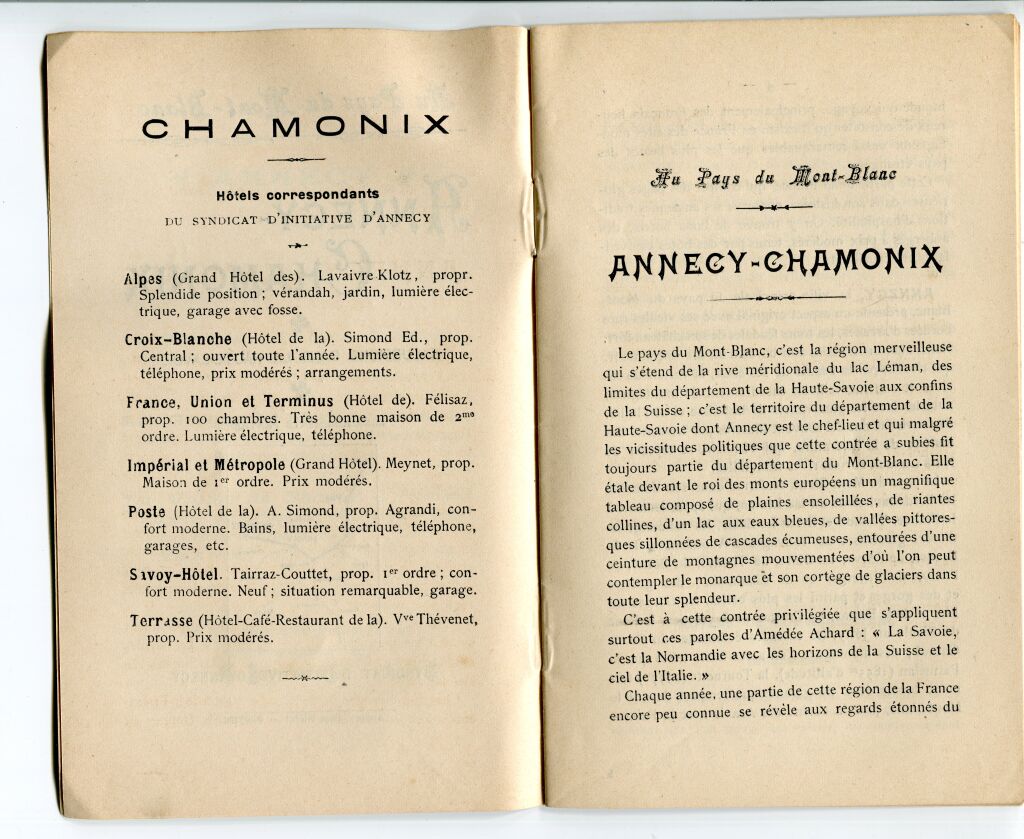 CHAMONIX
Hôtels correspondants
DU SYNDICAT D'INITIATIVE D'ANNECY
Alpes (Grand Hôtel des). Lavaivre-Klotz, propr.
Splendide position ; vérandah, jardin, lumière élec-
trique, garage avec fosse.
Croix-Blanche (Hôtel de la). Simond Ed., prop.
Central ; ouvert toute l'année. Lumière électrique,
téléphone, prix modérés ; arrangements.
France, Union et Terminus (Hôtel de). Félisaz,
prop. 100 chambres. Très bonne maison de 2me
ordre. Lumière électrique, téléphone.
Impérial et Métropole (Grand Hôtel). Meynet, prop.
Maison de 1er ordre. Prix modérés.
Poste (Hôtel de la). A. Simond, prop. Agrandi, con-
fort moderne. Bains, lumière électrique, téléphone,
garages, etc.
Savoy-Hôtel. Tairraz-Couttet, prop. 1er ordre ; con-
fort moderne. Neuf ; situation remarquable, garage.
Terrasse (Hôtel-Café-Restaurant de la). Vve Thévenet,
prop. Prix modérés.
Au Pays du Mont-Blanc
ANNECY-CHAMONIX
Le pays du Mont-Blanc, c'est la région merveilleuse
qui s'étend de la rive méridionale du lac Léman, des
limites du département de la Haute-Savoie aux confins
de la Suisse ; c'est le territoire du département de la
Haute-Savoie dont Annecy est le chef-lieu et qui malgré
les vicissitudes politiques que cette contrée a subies fit
toujours partie du département du Mont-Blanc. Elle
étale devant le roi des monts européens un magnifique
tableau composé de plaines ensoleillées, de riantes
collines, d'un lac aux eaux bleues, de vallées pittores-
ques sillonnées de cascades écumeuses, entourées d'une
ceinture de montagnes mouvementées d'où l'on peut
contempler le monarque et son cortège de glaciers dans
toute leur splendeur.
C'est à cette contrée privilégiée que s'appliquent
surtout ces paroles d'Amédée Achard : « La Savoie,
c'est la Normandie avec les horizons de la Suisse et le
ciel de l'Italie. »
Chaque année, une partie de cette région de la France
encore peu connue se révèle aux regards étonnés du